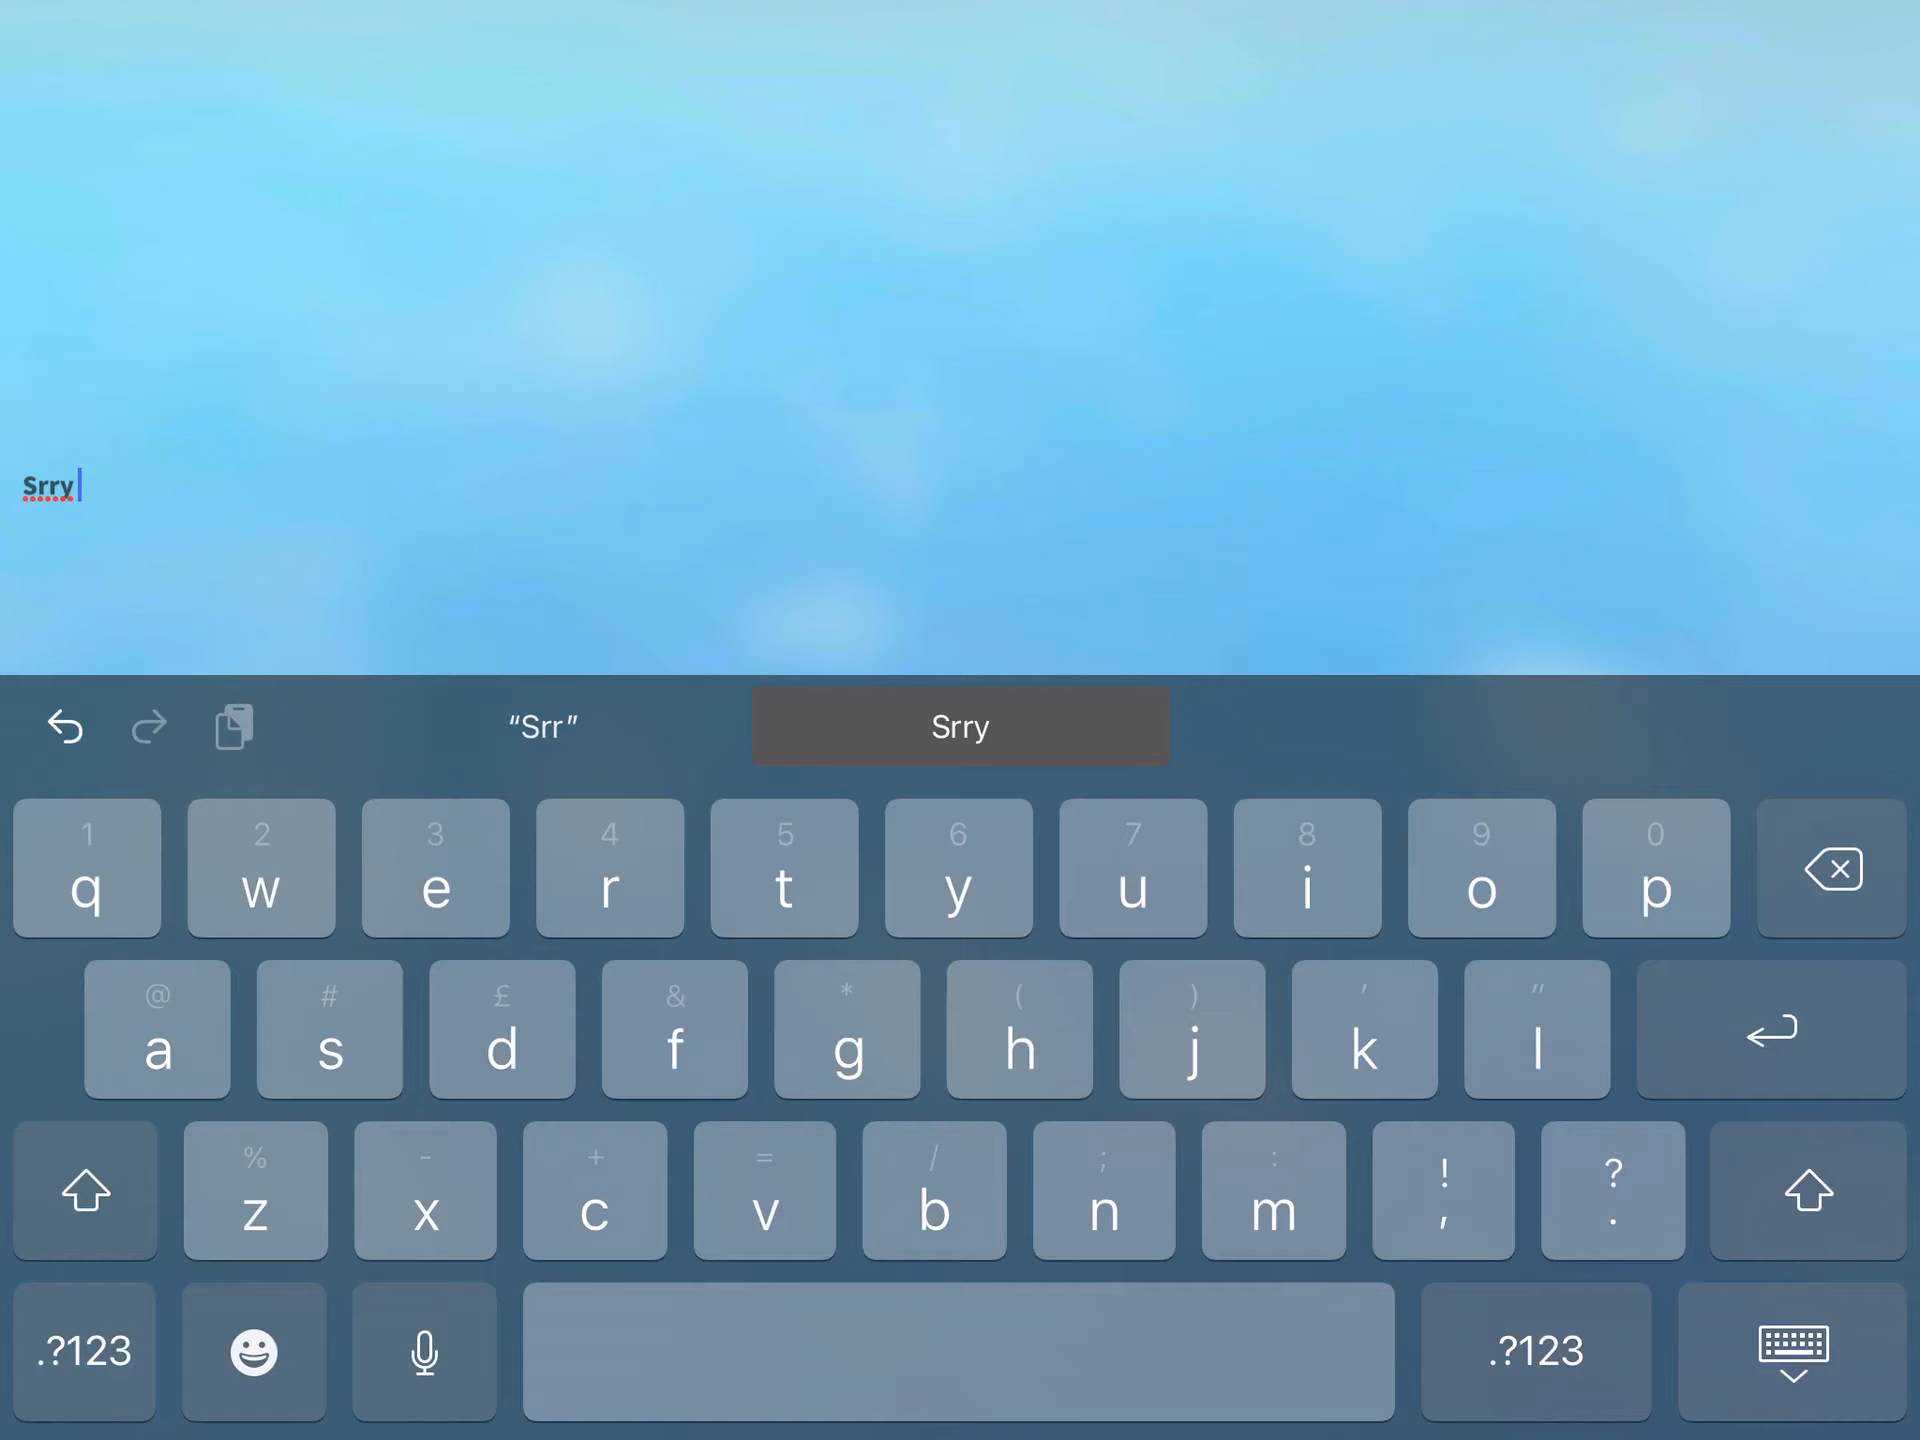 Srry
“Srr” Srry
1 2 3 4 5 6 7 8 9 0
q w e r t y u i o p
@ # £ & * ( ) ' "
a s d f g h j k l
% - + = / ; : ! ?
z x c v b n m , .
.?123 .?123